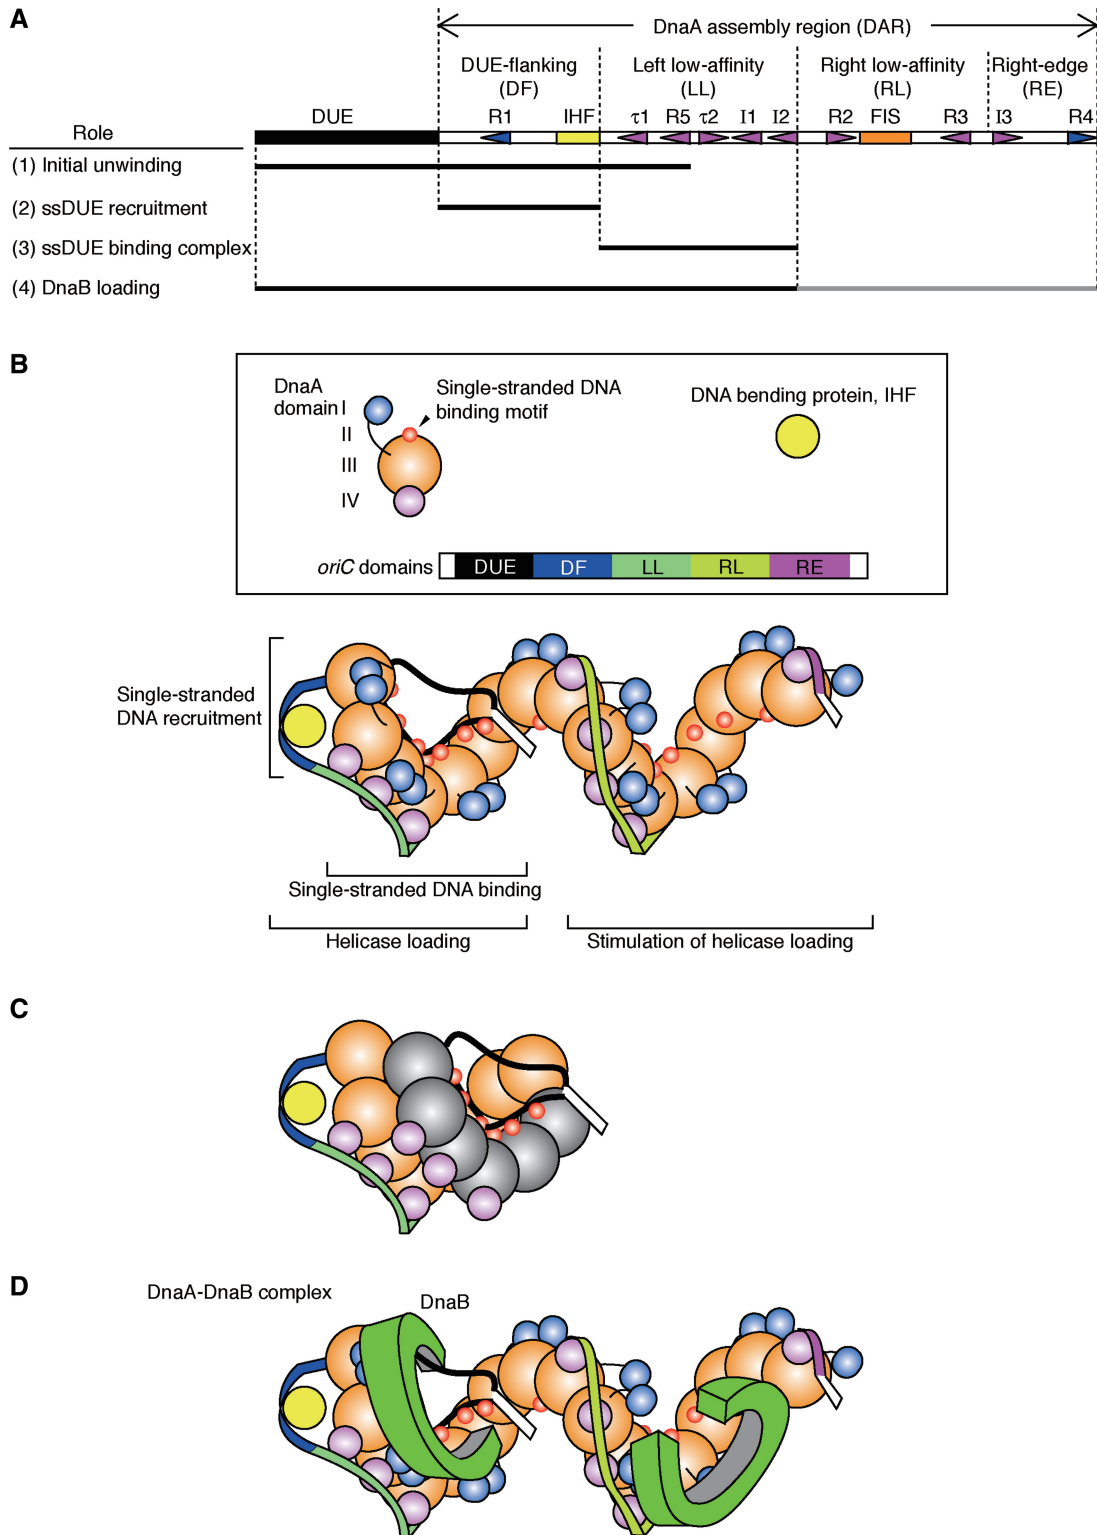 A
DnaA assembly region (DAR)
DUE-flanking (DF)
Left low-affinity (LL)
Right low-affinity (RL)
Right-edge (RE)
Role
DUE
R1 IHF τ1 R5 τ2 I1 I2 R2 FIS R3 I3 R4
(1) Initial unwinding
(2) ssDUE recruitment
(3) ssDUE binding complex
(4) DnaB loading
B
DnaA
domain I
II
III
IV
Single-stranded DNA
binding motif
DNA bending protein, IHF
oriC domains DUE DF LL RL RE
Single-stranded
DNA recruitment
Single-stranded DNA binding
Helicase loading
Stimulation of helicase loading
C
D
DnaA-DnaB complex
DnaB